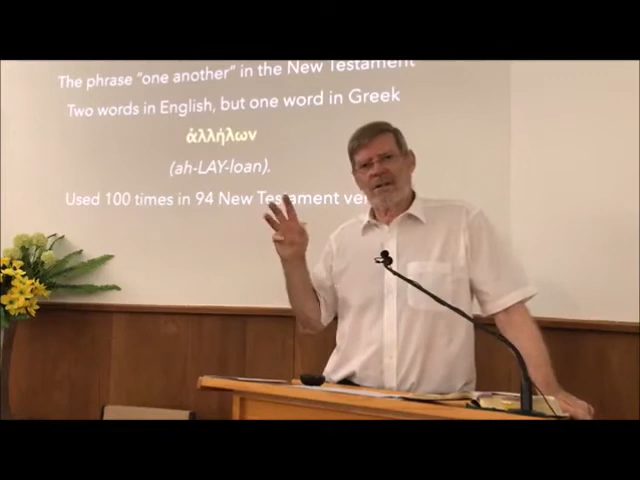 The phrase "one another" in the New Testament
Two words in English, but one word in Greek
ἀλλήλων
(ah-LAY-loan).
Used 100 times in 94 New Testament